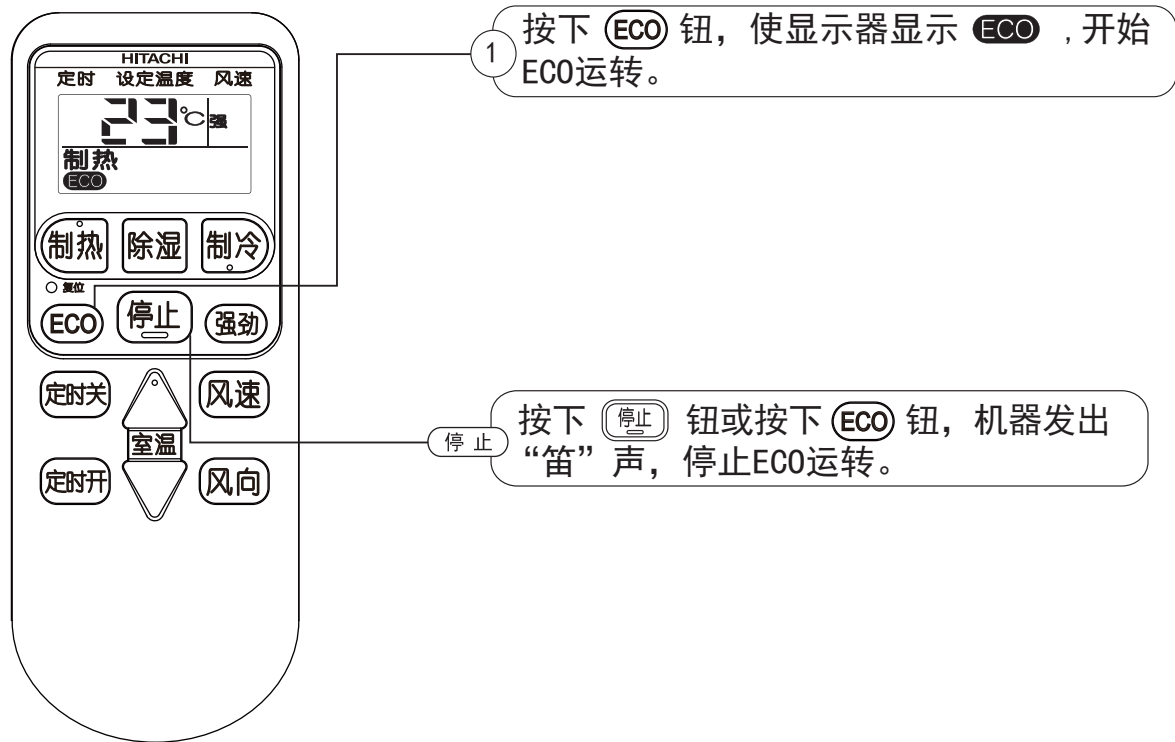 HITACHI
定时 设定温度 风速
23℃ 强
制热
ECO
制热 除湿 制冷
复位
ECO 停止 强劲
定时关 风速
室温
定时开 风向
1
按下 ECO 钮，使显示器显示 ECO ,开始
ECO运转。
停止
按下 停止 钮或按下 ECO 钮，机器发出
“笛”声，停止ECO运转。